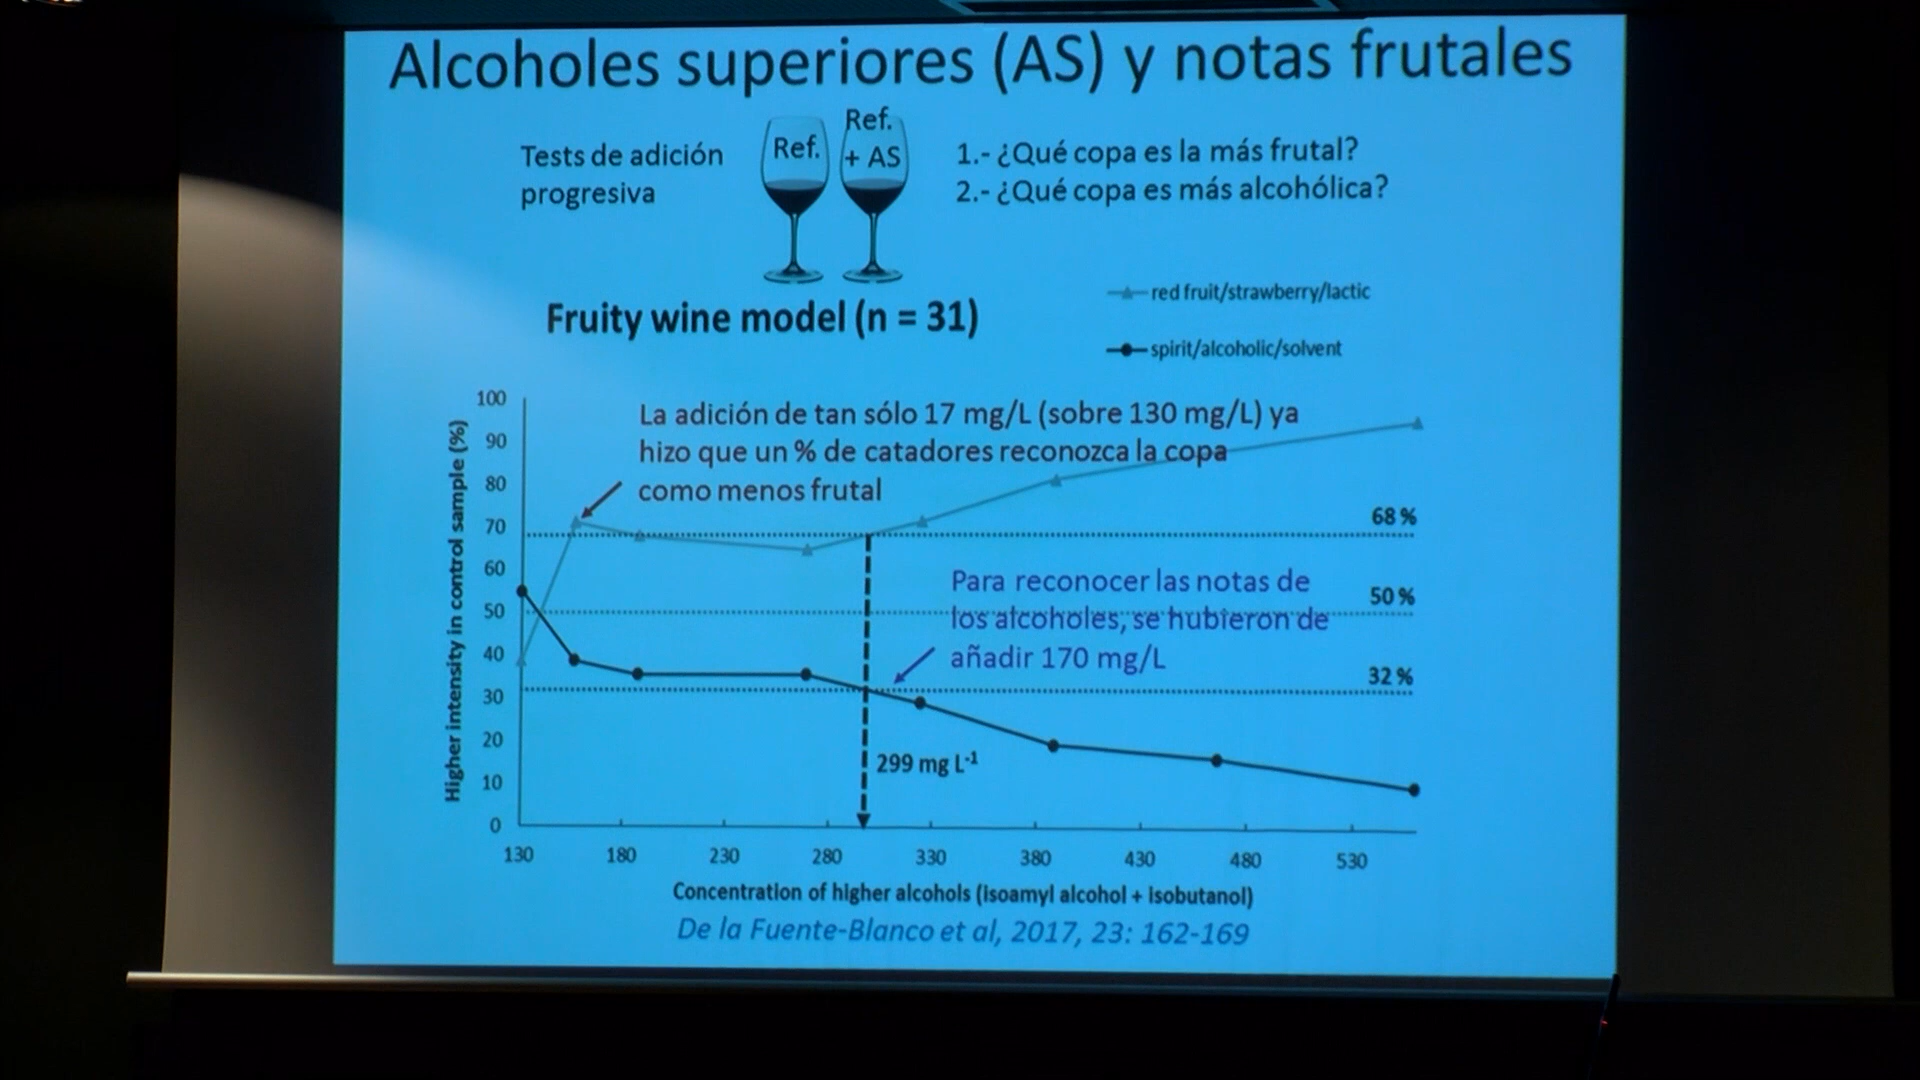 Alcoholes superiores (AS) y notas frutales
Tests de adición
progresiva
Ref.
Ref.
+ AS
1.- ¿Qué copa es la más frutal?
2.- ¿Qué copa es más alcohólica?
Fruity wine model (n = 31)
red fruit/strawberry/lactic
spirit/alcoholic/solvent
Higher intensity in control sample (%)
100
90
80
70
60
50
40
30
20
10
0
La adición de tan sólo 17 mg/L (sobre 130 mg/L) ya
hizo que un % de catadores reconozca la copa
como menos frutal
68 %
Para reconocer las notas de
los alcoholes, se hubieron de
añadir 170 mg/L
50 %
32 %
299 mg L-1
130 180 230 280 330 380 430 480 530
Concentration of higher alcohols (isoamyl alcohol + isobutanol)
De la Fuente-Blanco et al, 2017, 23: 162-169